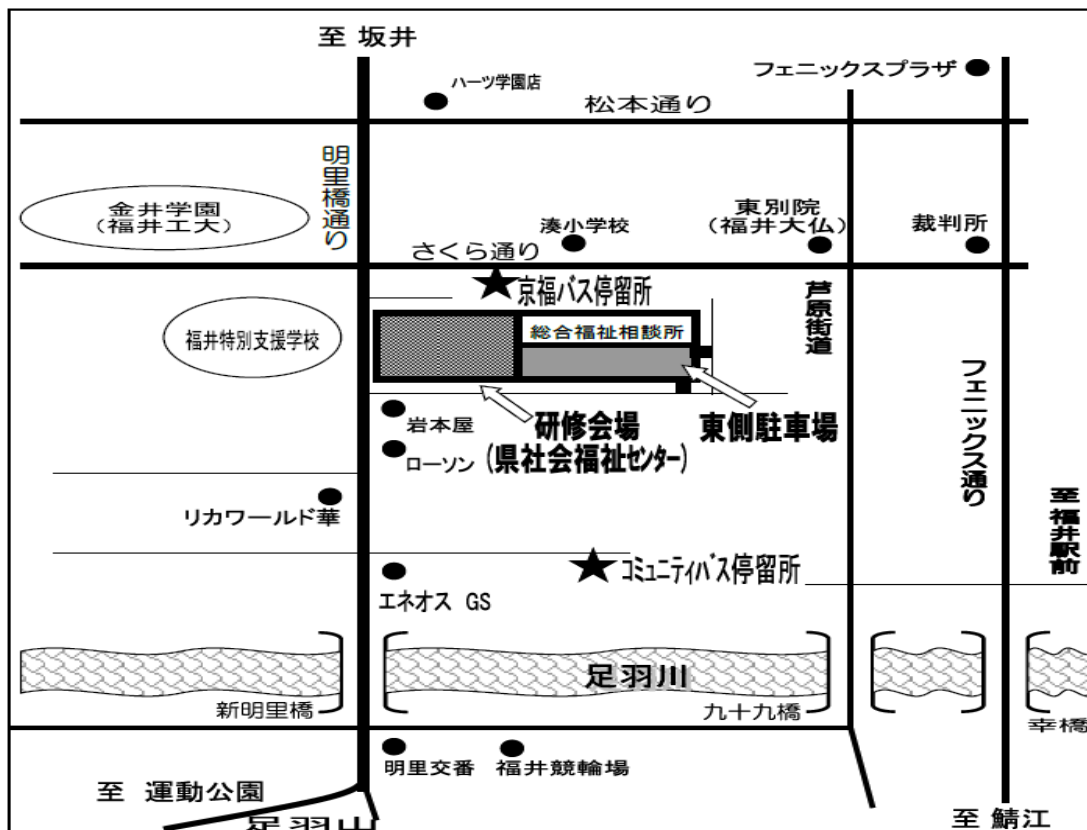 至 坂井
フェニックスプラザ
ハーツ学園店
松本通り
明里橋通り
金井学園
(福井工大)
湊小学校
東別院
(福井大仏)
裁判所
さくら通り
京福バス停留所
芦原街道
福井特別支援学校
総合福祉相談所
フェニックス通り
岩本屋
研修会場
東側駐車場
ローソン
(県社会福祉センター)
リカワールド華
至福井駅前
コミュニティバス停留所
エネオス GS
足羽川
新明里橋
九十九橋
幸橋
明里交番
福井競輪場
至 運動公園
足羽山
至 鯖江